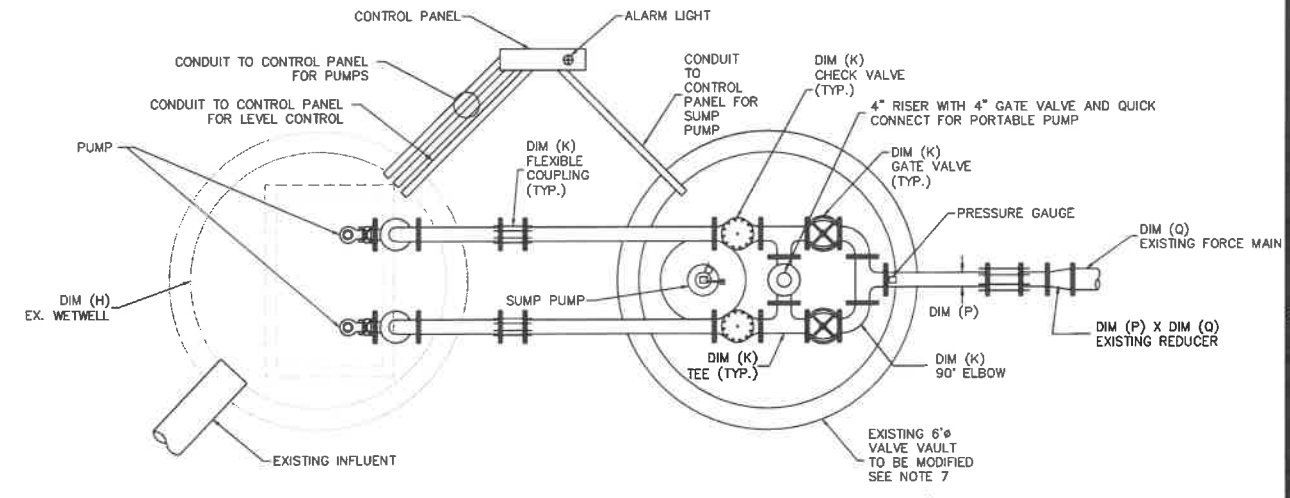 CONTROL PANEL
ALARM LIGHT
CONDUIT TO CONTROL PANEL
FOR PUMPS
CONDUIT TO CONTROL PANEL
FOR LEVEL CONTROL
PUMP
DIM (K)
FLEXIBLE
COUPLING
(TYP.)
CONDUIT
TO
CONTROL
PANEL FOR
SUMP
PUMP
DIM (K)
CHECK VALVE
(TYP.)
4" RISER WITH 4" GATE VALVE AND QUICK
CONNECT FOR PORTABLE PUMP
DIM (K)
GATE VALVE
(TYP.)
PRESSURE GAUGE
DIM (Q)
EXISTING FORCE MAIN
DIM (H)
EX. WETWELL
SUMP PUMP
DIM (P)
DIM (P) X DIM (Q)
EXISTING REDUCER
DIM (K)
TEE (TYP.)
DIM (K)
90° ELBOW
EXISTING INFLUENT
EXISTING 6'ø
VALVE VAULT
TO BE MODIFIED
SEE NOTE 7